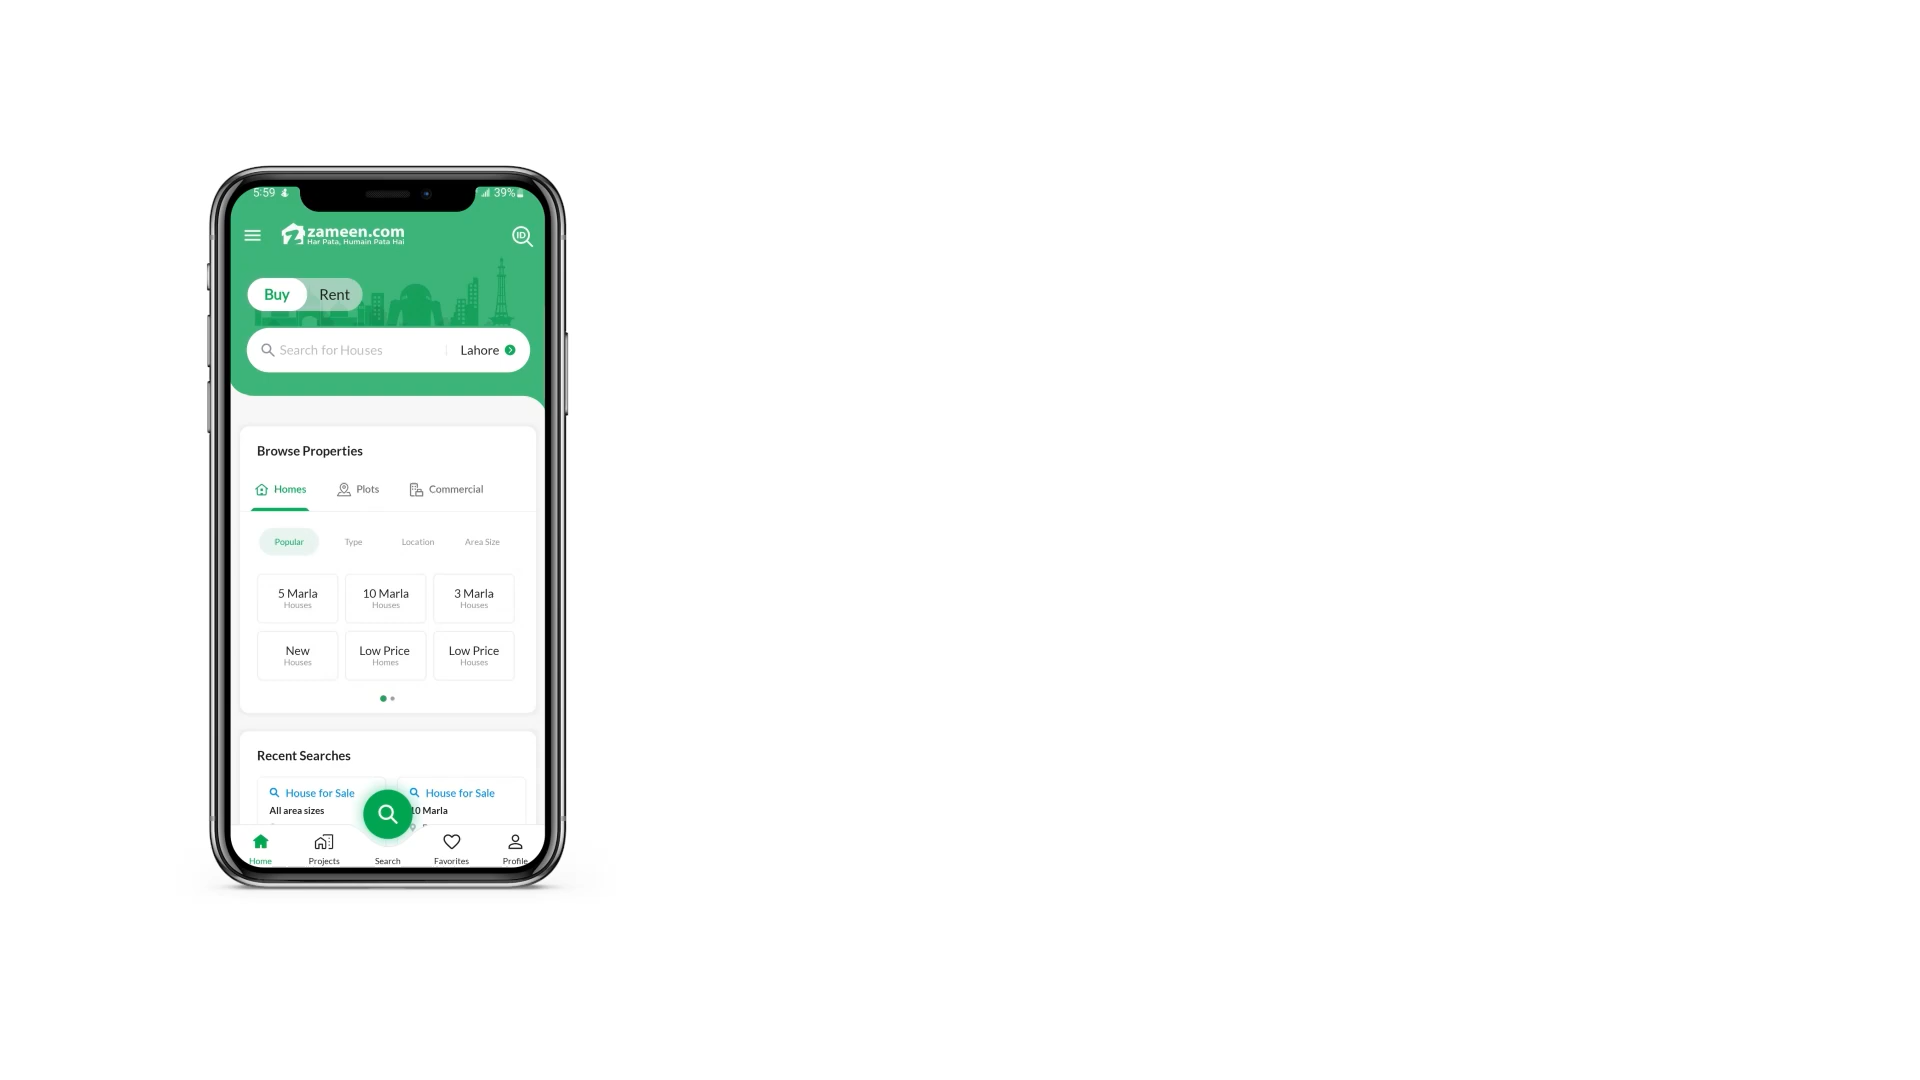 5:59
39%
zameen.com
Har Pata, Humain Pata Hai
ID
Buy
Rent
Search for Houses
Lahore
Browse Properties
Homes
Plots
Commercial
Popular
Type
Location
Area Size
5 Marla
Houses
10 Marla
Houses
3 Marla
Houses
New
Houses
Low Price
Homes
Low Price
Houses
Recent Searches
House for Sale
All area sizes
House for Sale
10 Marla
Home
Projects
Search
Favorites
Profile